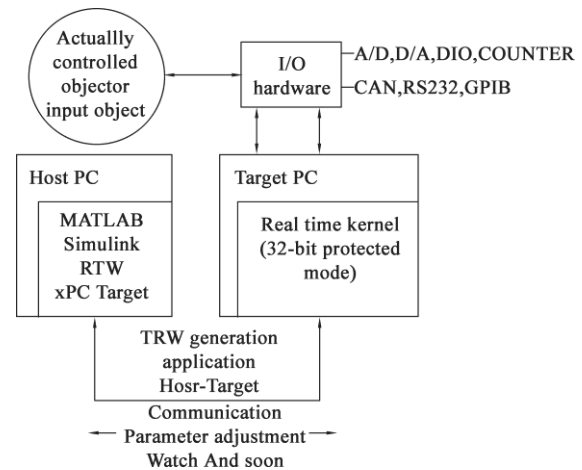 Actuallly
controlled
objector
input object
I/O
hardware
A/D,D/A,DIO,COUNTER
CAN,RS232,GPIB
Host PC
MATLAB
Simulink
RTW
xPC Target
Target PC
Real time kernel
(32-bit protected
mode)
TRW generation
application
Hosr-Target
Communication
Parameter adjustment
Watch And soon